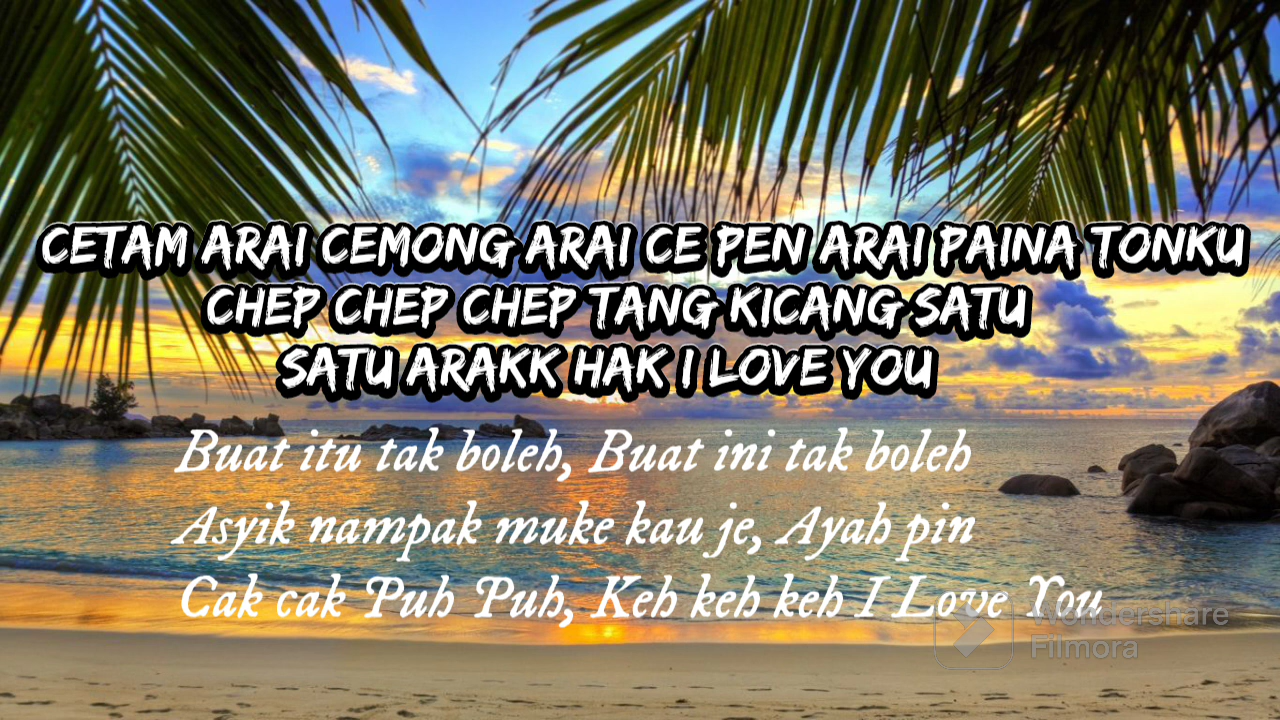 CETAM ARAI CEMONG ARAI CE PEN ARAI PAINA TONKU
CHEP CHEP CHEP TANG KICANG SATU
SATU ARAKK HAK I LOVE YOU
Buat itu tak boleh, Buat ini tak boleh
Asyik nampak muke kau je, Ayah pin
Cak cak Puh Puh, Keh keh keh I Love You
Wondershare
Filmora